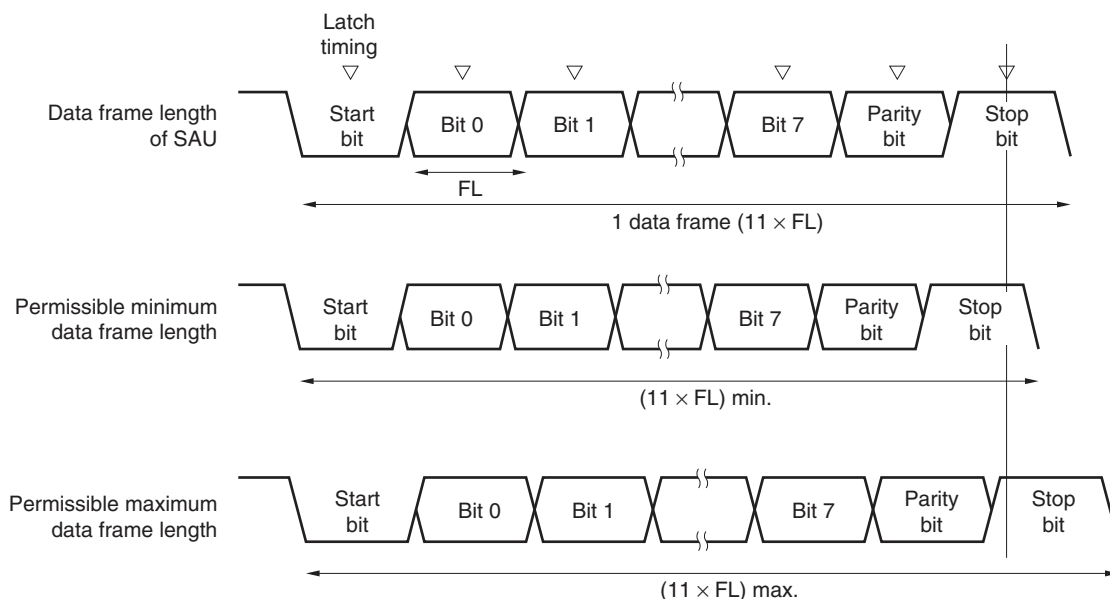 Latch
timing
Data frame length
of SAU
Start
bit
Bit 0
Bit 1
Bit 7
Parity
bit
Stop
bit
FL
1 data frame (11 × FL)
Permissible minimum
data frame length
Start
bit
Bit 0
Bit 1
Bit 7
Parity
bit
Stop
bit
(11 × FL) min.
Permissible maximum
data frame length
Start
bit
Bit 0
Bit 1
Bit 7
Parity
bit
Stop
bit
(11 × FL) max.